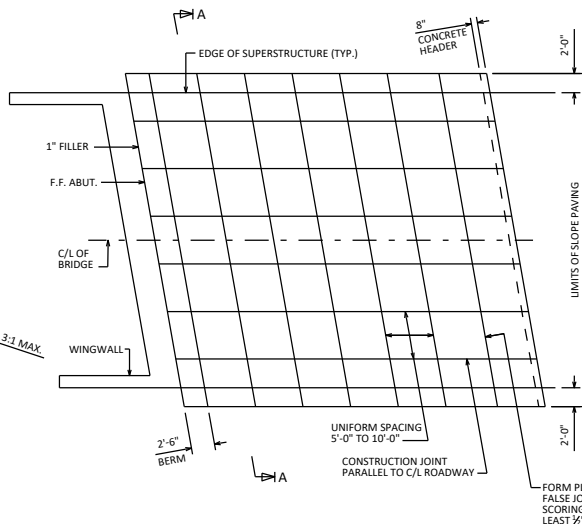 A
8"
CONCRETE
HEADER
2'-0"
EDGE OF SUPERSTRUCTURE (TYP.)
1" FILLER
F.F. ABUT.
LIMITS OF SLOPE PAVING
C/L OF
BRIDGE
3:1 MAX.
WINGWALL
2'-6"
BERM
UNIFORM SPACING
5'-0" TO 10'-0"
2'-0"
CONSTRUCTION JOINT
PARALLEL TO C/L ROADWAY
A
FORM
FALSE
SCORING
LEAST